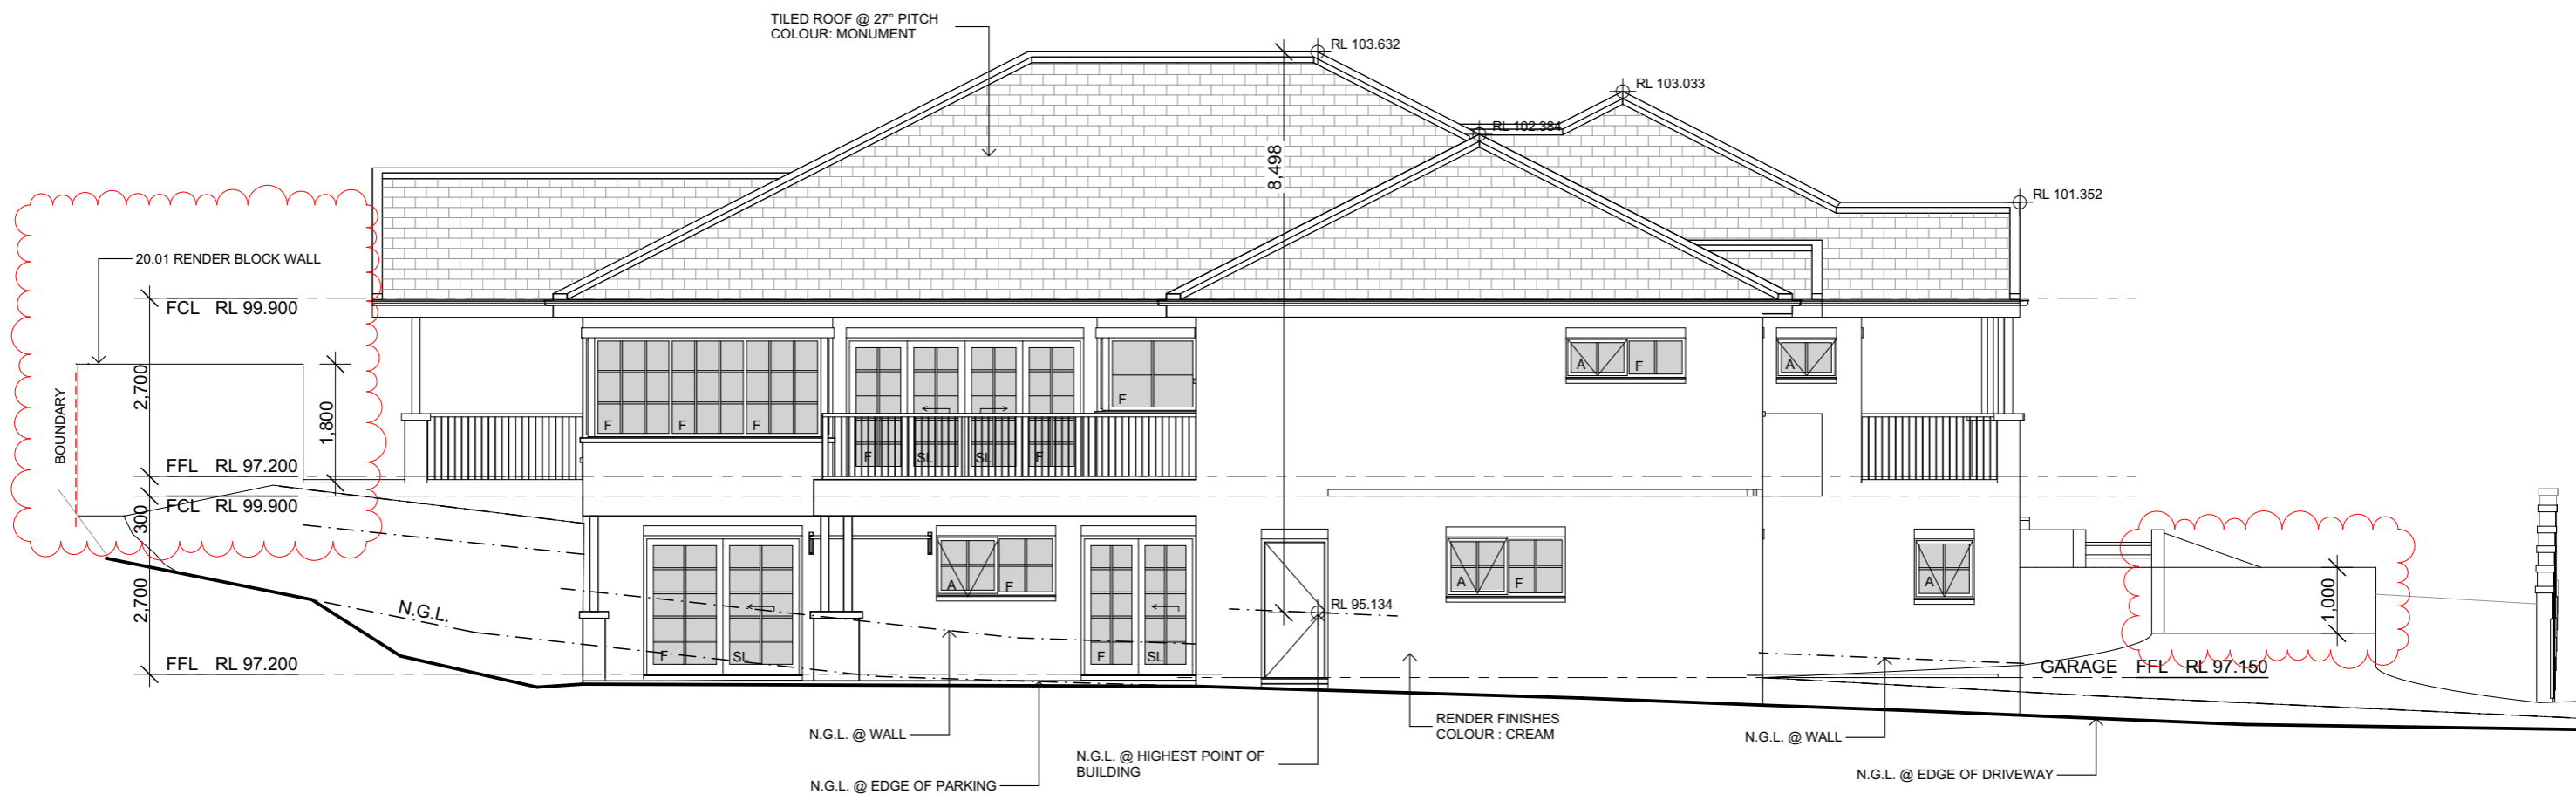 TILED ROOF @ 27° PITCH
COLOUR: MONUMENT
RL 103.632
RL 103.033
RL 102.384
8,498
RL 101.352
20.01 RENDER BLOCK WALL
FCL RL 99.900
2,700
1,800
BOUNDARY
FFL RL 97.200
300
FCL RL 99.900
2,700
FFL RL 97.200
N.G.L.
F
F
F
F
SL
SL
F
F
A
F
A
F
SL
A
F
F
SL
A
F
A
RL 95.134
1,000
GARAGE FFL RL 97.150
N.G.L. @ WALL
N.G.L. @ EDGE OF PARKING
N.G.L. @ HIGHEST POINT OF
BUILDING
RENDER FINISHES
COLOUR : CREAM
N.G.L. @ WALL
N.G.L. @ EDGE OF DRIVEWAY